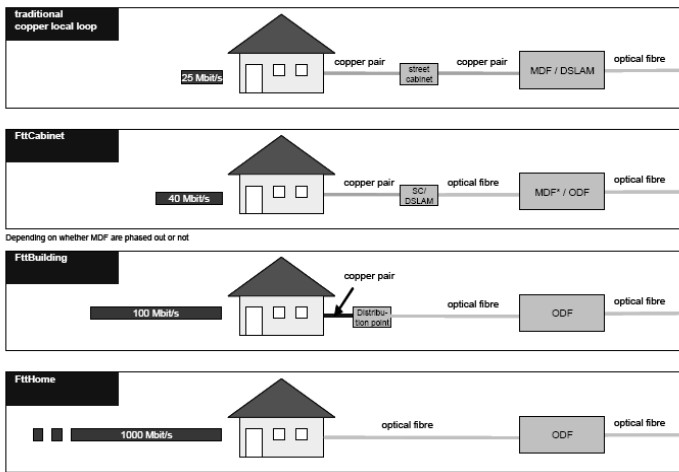 traditional
copper local loop
25 Mbit/s
copper pair
street
cabinet
copper pair
MDF / DSLAM
optical fibre
FttCabinet
40 Mbit/s
copper pair
SC/
DSLAM
optical fibre
MDF* / ODF
optical fibre
Depending on whether MDF are phased out or not
FttBuilding
100 Mbit/s
copper pair
Distribu-
tion point
optical fibre
ODF
optical fibre
FttHome
1000 Mbit/s
optical fibre
ODF
optical fibre